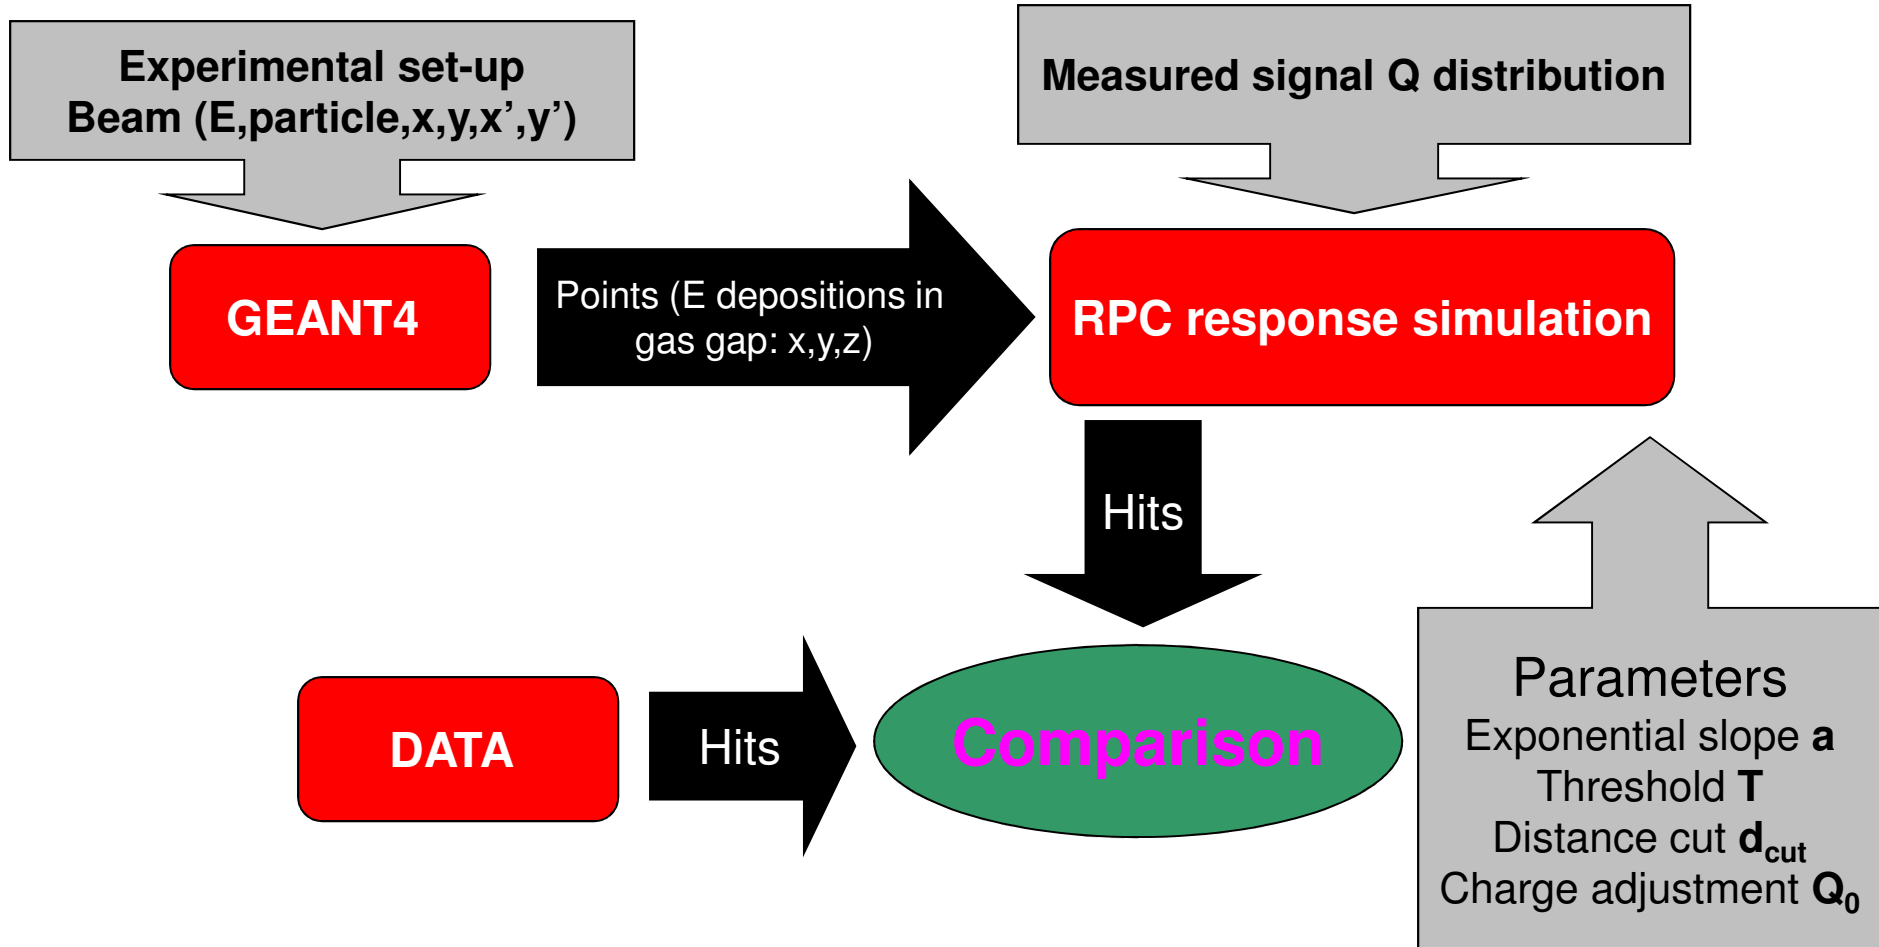 Experimental set-up
Beam (E,particle,x,y,x’,y’)
Measured signal Q distribution
GEANT4
Points (E depositions in
gas gap: x,y,z)
RPC response simulation
Hits
DATA
Hits
Comparison
Parameters
Exponential slope a
Threshold T
Distance cut dcut
Charge adjustment Q0